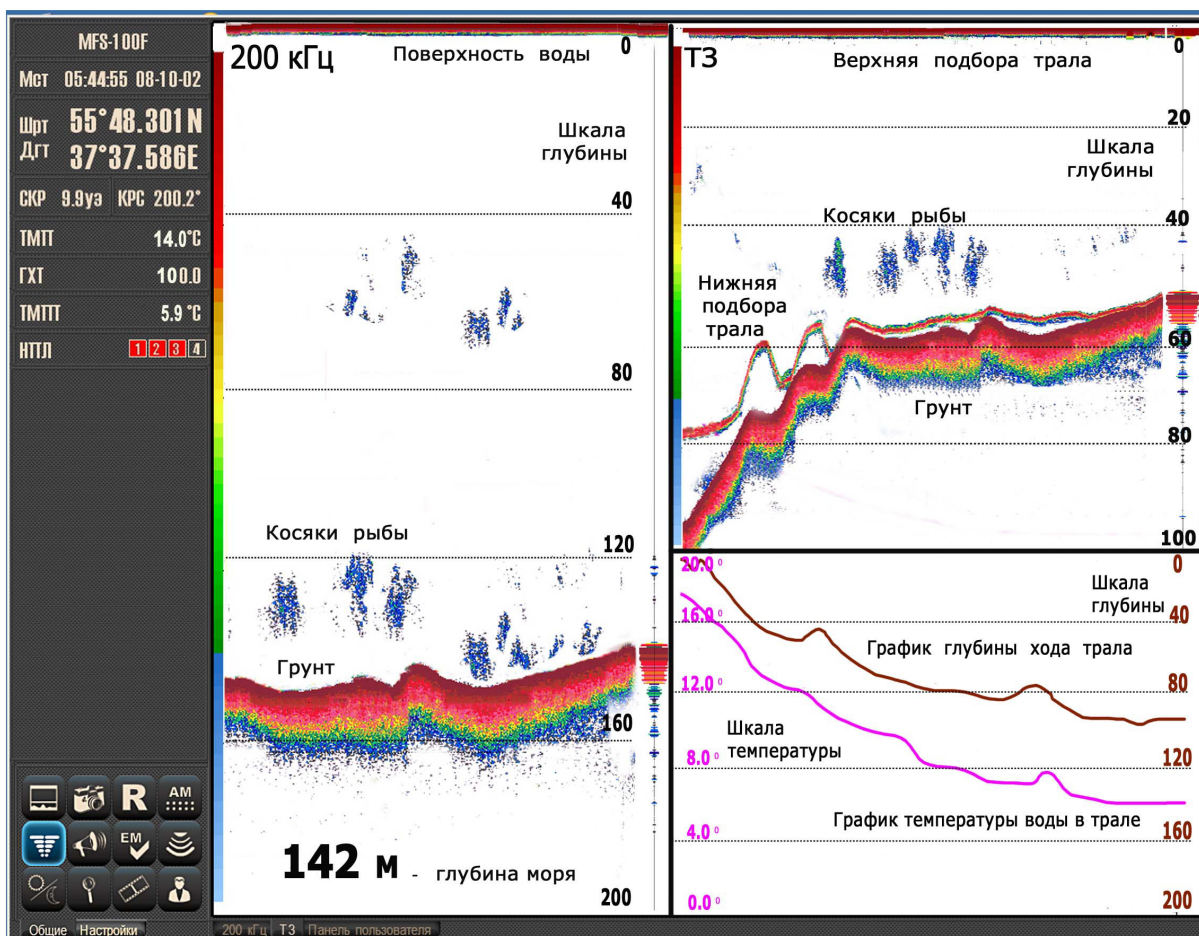 MFS-100F
Мст 05:44:55 08-10-02
Шрт 55°48.301N
Дгт 37°37.586E
СКР 9.9уэ КРС 200.2°
ТМП 14.0°C
ГХТ 100.0
ТМПТ 5.9 °C
НПЛ 1 2 3 4
R
AM
EM
Общие Настройки
200 кГц
Поверхность воды
0
Шкала
глубины
40
80
Косяки рыбы
120
Грунт
160
142 м - глубина моря
200
ТЗ
Верхняя подбора трала
0
20
Шкала
глубины
Косяки рыбы
40
Нижняя
подбора
трала
60
Грунт
80
100
20.0°
0
Шкала
глубины
16.0°
40
График глубины хода трала
12.0°
80
Шкала
температуры
8.0°
120
График температуры воды в трале
4.0°
160
0.0°
200
200 кГц ТЗ Панель пользователя